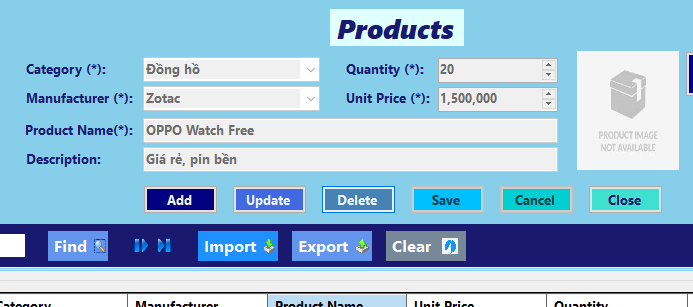 Products
Category (*): Đồng hồ Quantity (*): 20
Manufacturer (*): Zotac Unit Price (*): 1,500,000
Product Name(*): OPPO Watch Free
Description: Giá rẻ, pin bền
PRODUCT IMAGE
NOT AVAILABLE
Add Update Delete Save Cancel Close
Find Import Export Clear
Category Manufacturer Product Name Unit Price Quantity